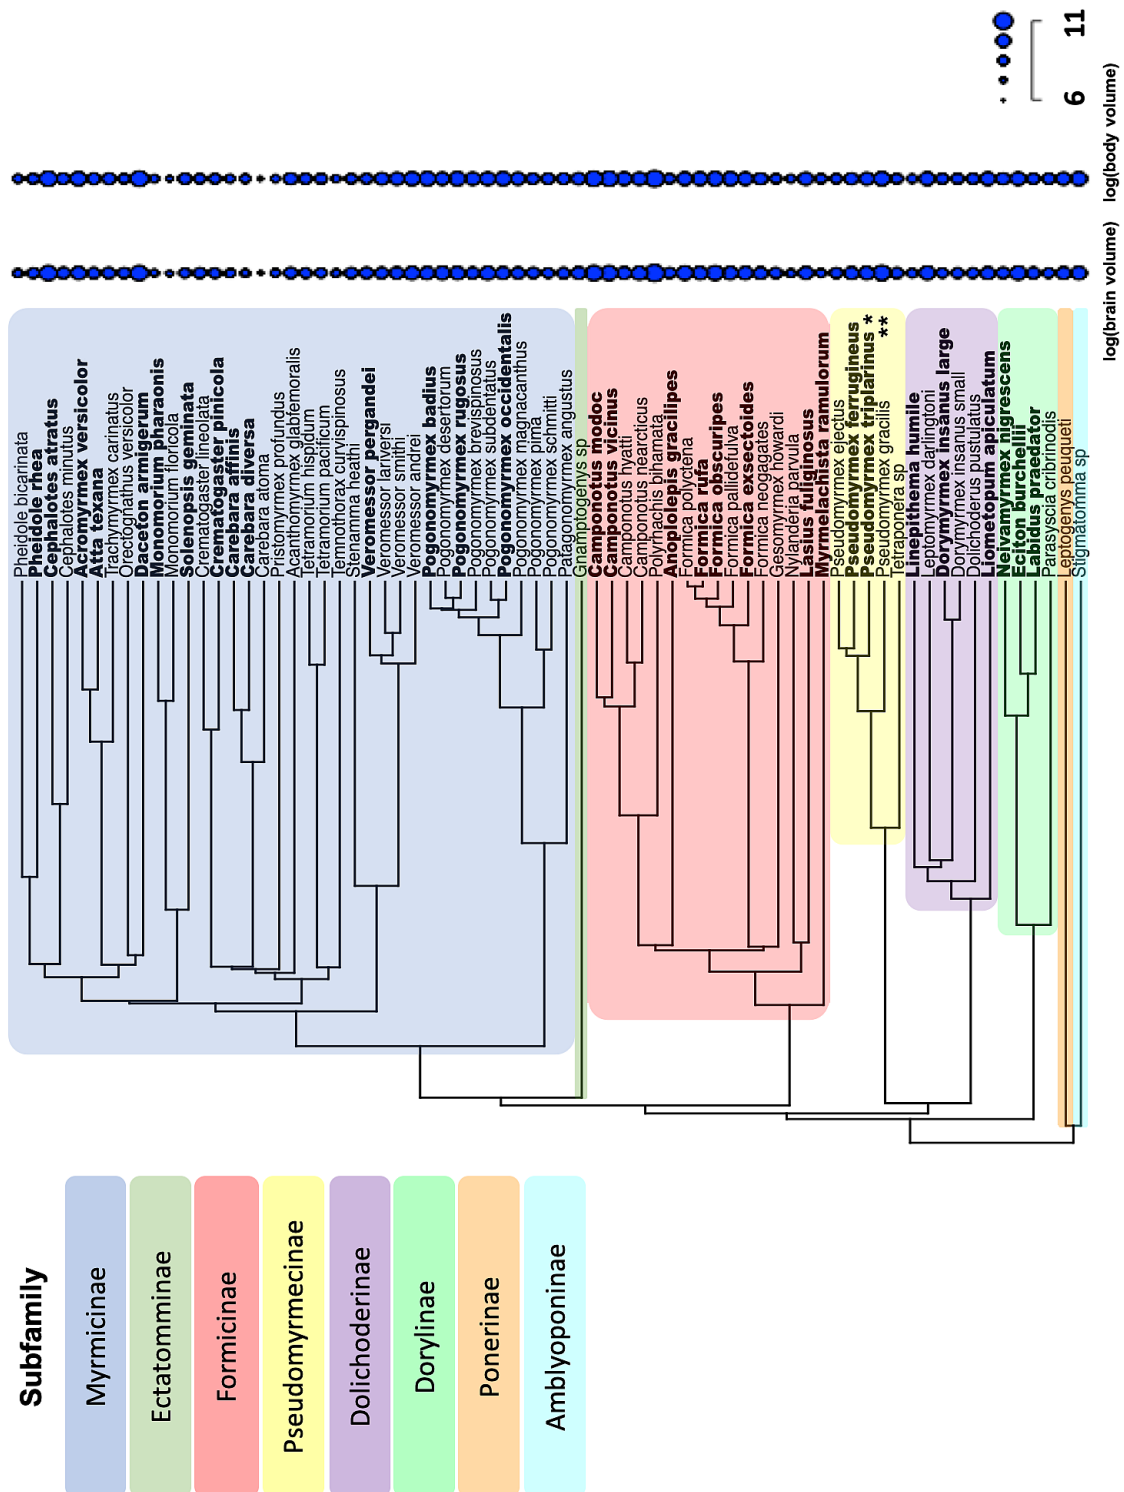 Subfamily
Myrmicinae
Ectatomminae
Formicinae
Pseudomyrmecinae
Dolichoderinae
Dorylinae
Ponerinae
Amblyoponinae
Pheidole bicarinata
Pheidole rhea
Cephalotes atratus
Cephalotes minutus
Acromyrmex versicolor
Atta texana
Trachymyrmex carinatus
Orectognathus versicolor
Daceton armigerum
Monomorium pharaonis
Monomorium floricola
Solenopsis geminata
Crematogaster lineolata
Crematogaster pinicola
Carebara affinis
Carebara diversa
Carebara atoma
Pristomyrmex profundus
Acanthomyrmex glabfemoralis
Tetramorium hispidum
Tetramorium pacificum
Temnothorax curvispinosus
Stenamma heathi
Veromessor pergandei
Veromessor lariversi
Veromessor smithi
Veromessor andrei
Pogonomyrmex badius
Pogonomyrmex desertorum
Pogonomyrmex rugosus
Pogonomyrmex brevispinosus
Pogonomyrmex subdentatus
Pogonomyrmex occidentalis
Pogonomyrmex magnacanthus
Pogonomyrmex pima
Pogonomyrmex schmitti
Patagonomyrmex angustus
Gnamptogenys sp
Camponotus modoc
Camponotus vicinus
Camponotus hyatti
Camponotus nearcticus
Polyrhachis bihamata
Anoplolepis gracilipes
Formica polyctena
Formica rufa
Formica obscuripes
Formica pallidefulva
Formica exsectoides
Formica neogagates
Gesomyrmex howardi
Nylanderia parvula
Lasius fuliginosus
Myrmelachista ramulorum
Pseudomyrmex ejectus
Pseudomyrmex ferrugineus
Pseudomyrmex triplarinus *
Pseudomyrmex gracilis **
Tetraponera sp
Linepithema humile
Leptomyrmex darlingtoni
Dorymyrmex insanus large
Dorymyrmex insanus small
Dolichoderus pustulatus
Liometopum apiculatum
Neivamyrmex nigrescens
Eciton burchellii
Labidus praedator
Parasyscia cribrinodis
Leptogenys peuqueti
Stigmatomma sp
log(brain volume)
log(body volume)
6 11